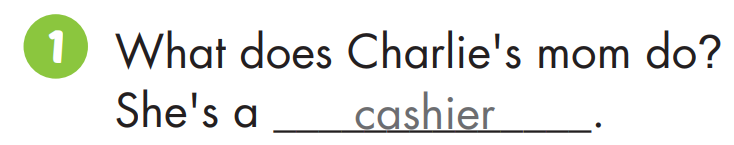 1 What does Charlie's mom do?
She's a cashier.